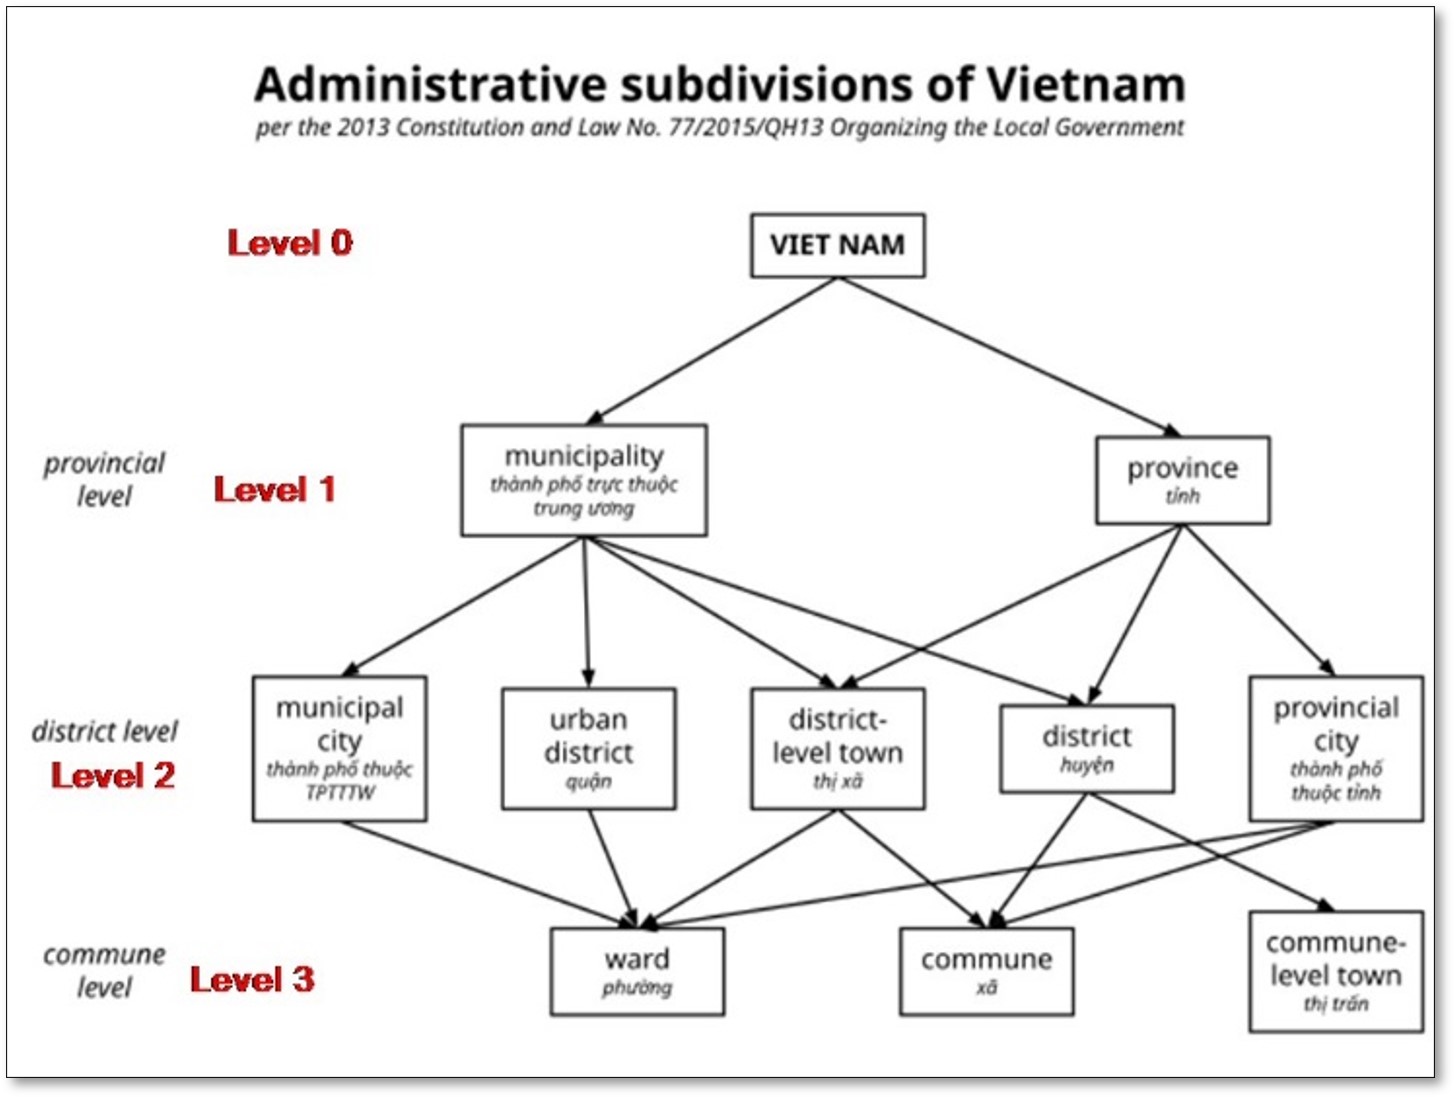 Administrative subdivisions of Vietnam
per the 2013 Constitution and Law No. 77/2015/QH13 Organizing the Local Government
Level 0
VIET NAM
provincial
level
Level 1
municipality
thành phố trực thuộc
trung ương
province
tỉnh
district level
Level 2
municipal
city
thành phố thuộc
TPTTTW
urban
district
quận
district-
level town
thị xã
district
huyện
provincial
city
thành phố
thuộc tỉnh
commune
level
Level 3
ward
phường
commune
xã
commune-
level town
thị trấn